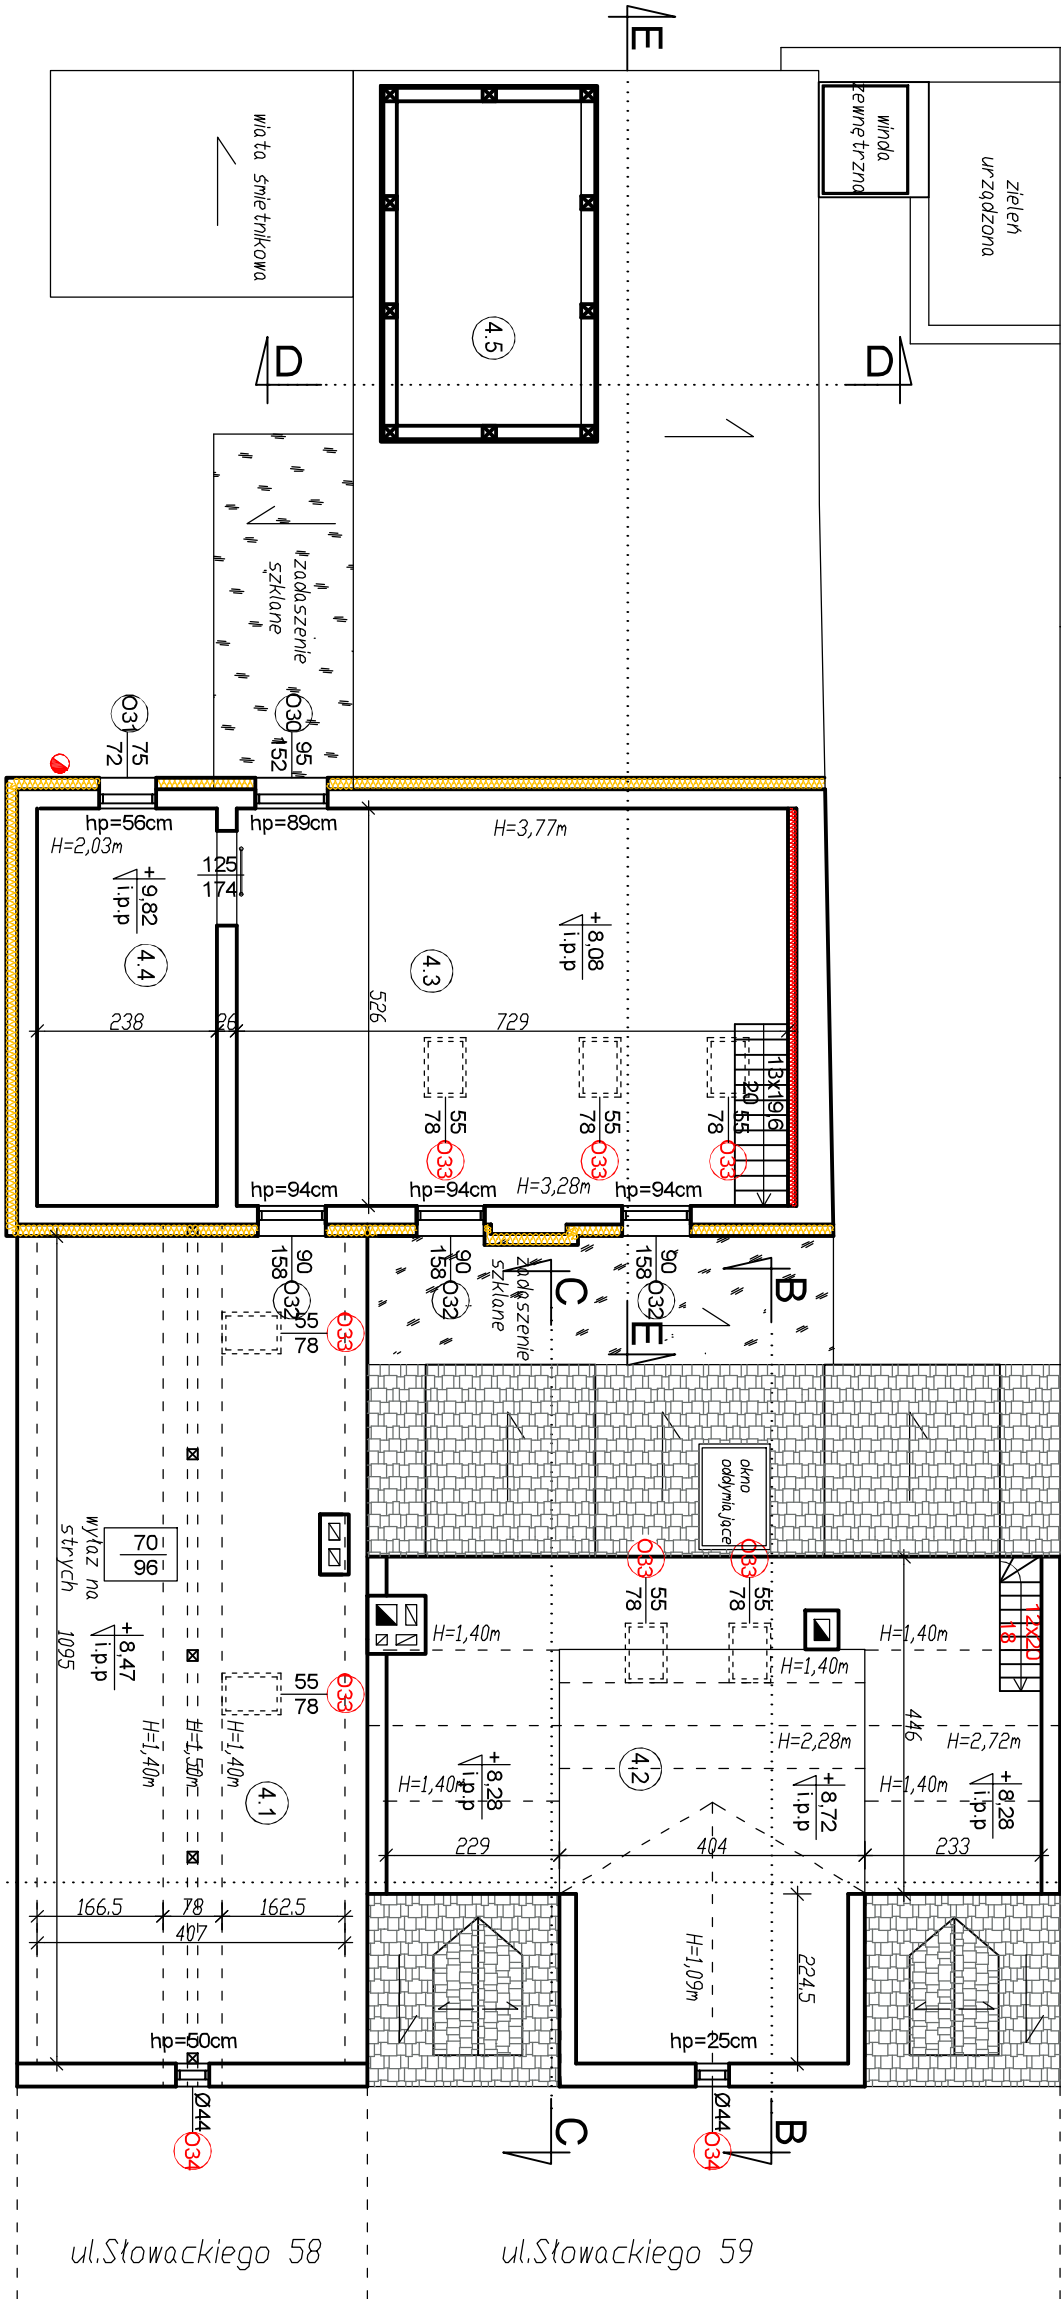 E
winda
zewnętrzna
zieleń
urządzona
wiata śmietnikowa
4.5
D
D
zadaszenie
szklane
O31
75
72
O30
95
152
hp=56cm
hp=89cm
H=2,03m
H=3,77m
125
174
+9,82
i.p.p
+8,08
i.p.p
4.4
4.3
526
238
26
729
13x19,6
20
55
78
O33
55
78
O33
55
78
O33
hp=94cm
hp=94cm
H=3,28m
hp=94cm
90
158
O32
90
158
O32
90
158
O32
zadaszenie
szklane
C
B
E
55
78
O33
okno
oddymiające
wyłaz na
strych
70
96
O33
55
78
O33
55
78
12x20
18
H=1,40m
H=1,40m
H=1,40m
+8,47
i.p.p
1095
55
78
O33
446
H=2,28m
H=2,72m
H=1,40m
H=1,50m
H=1,40m
H=1,40m
H=1,40m
+8,28
i.p.p
4,2
+8,72
i.p.p
+8,28
i.p.p
4.1
229
404
233
166.5
78
162.5
407
H=1,09m
224.5
hp=50cm
hp=25cm
Ø44
O34
Ø44
O34
C
B
ul.Słowackiego 58
ul.Słowackiego 59